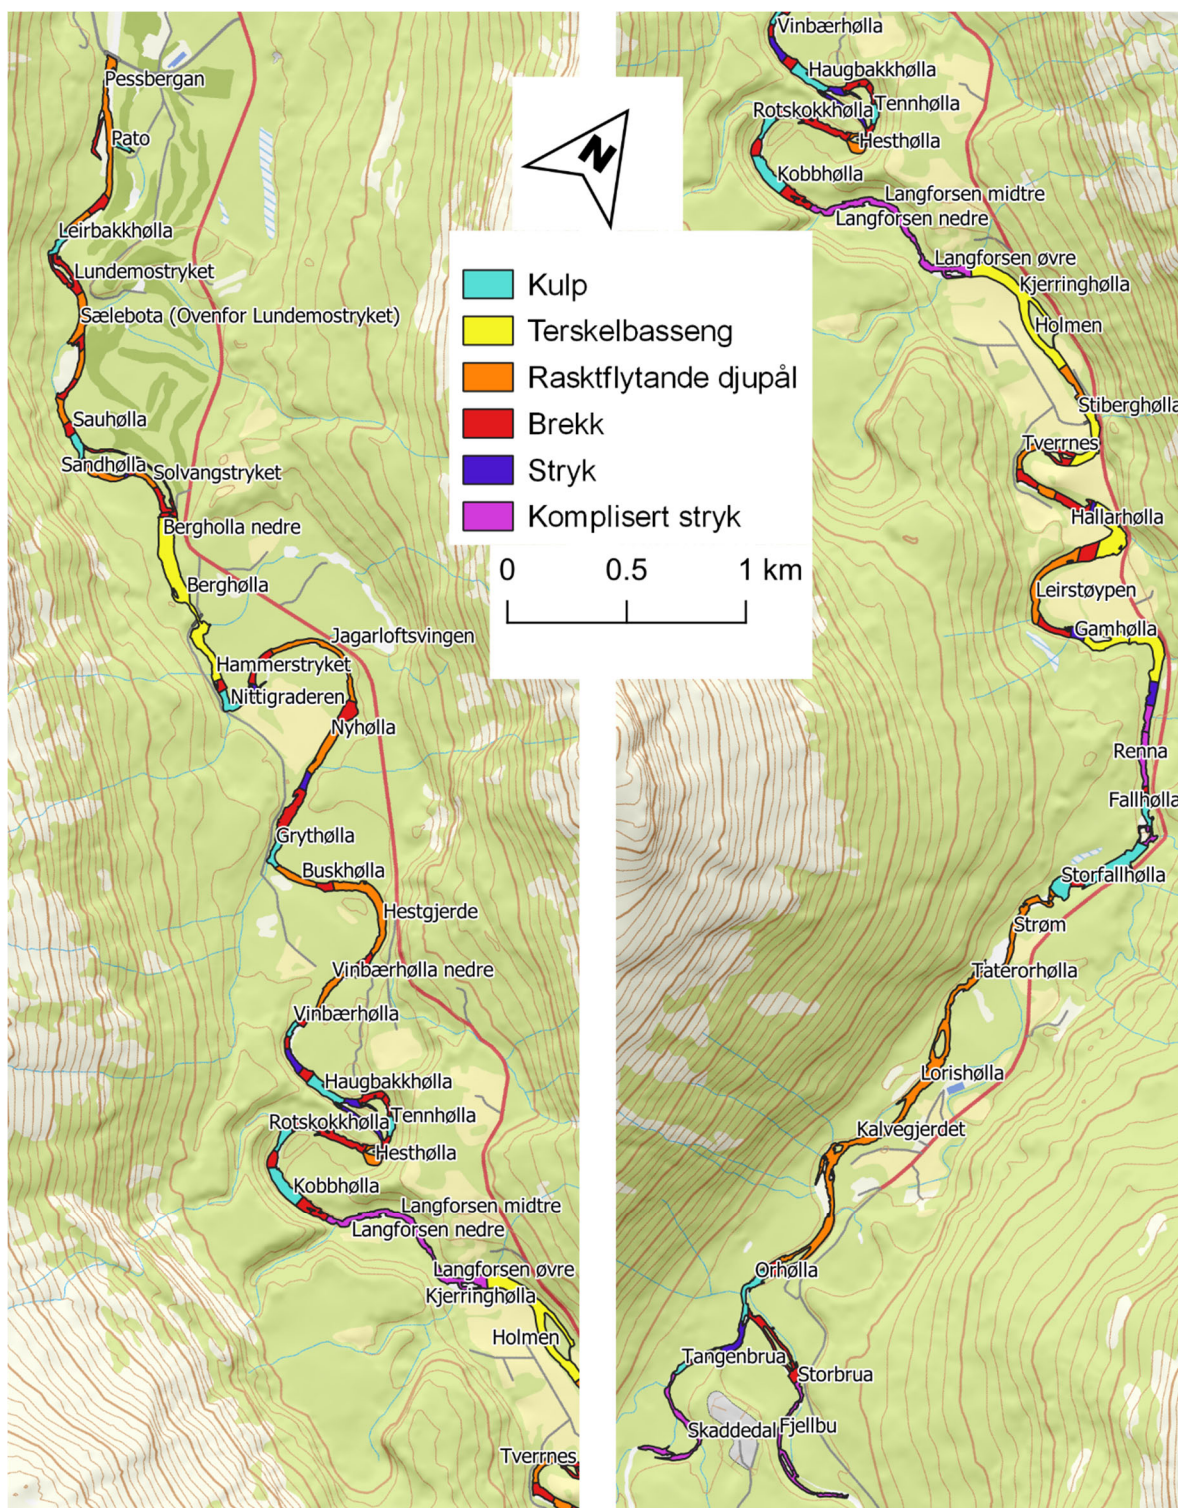 Pessbergan
Pato
Leirbakkhølla
Lundemostryket
Sælebota (Ovenfor Lundemostryket)
Sauhølla
Sandhølla
Solvangstryket
Bergholla nedre
Berghølla
Jagarloftsvingen
Hammerstryket
Nittigraderen
Nyhølla
Grythølla
Buskhølla
Hestgjerde
Vinbærhølla nedre
Vinbærhølla
Haugbakkhølla
Tennhølla
Rotskokkhølla
Hesthølla
Kobbhølla
Langforsen midtre
Langforsen nedre
Langforsen øvre
Kjerringhølla
Holmen
Tverrnes
N
Kulp
Terskelbasseng
Rasktflytande djupål
Brekk
Stryk
Komplisert stryk
0 0.5 1 km
Vinbærhølla
Haugbakkhølla
Tennhølla
Rotskokkhølla
Hesthølla
Kobbhølla
Langforsen midtre
Langforsen nedre
Langforsen øvre
Kjerringhølla
Holmen
Stiberghølla
Tverrnes
Hallarhølla
Leirstøypen
Gamhølla
Renna
Fallhølla
Storfallhølla
Strøm
Taterorhølla
Lorishølla
Kalvegjerdet
Orhølla
Tangenbrua
Storbrua
Skaddedal
Fjellbu